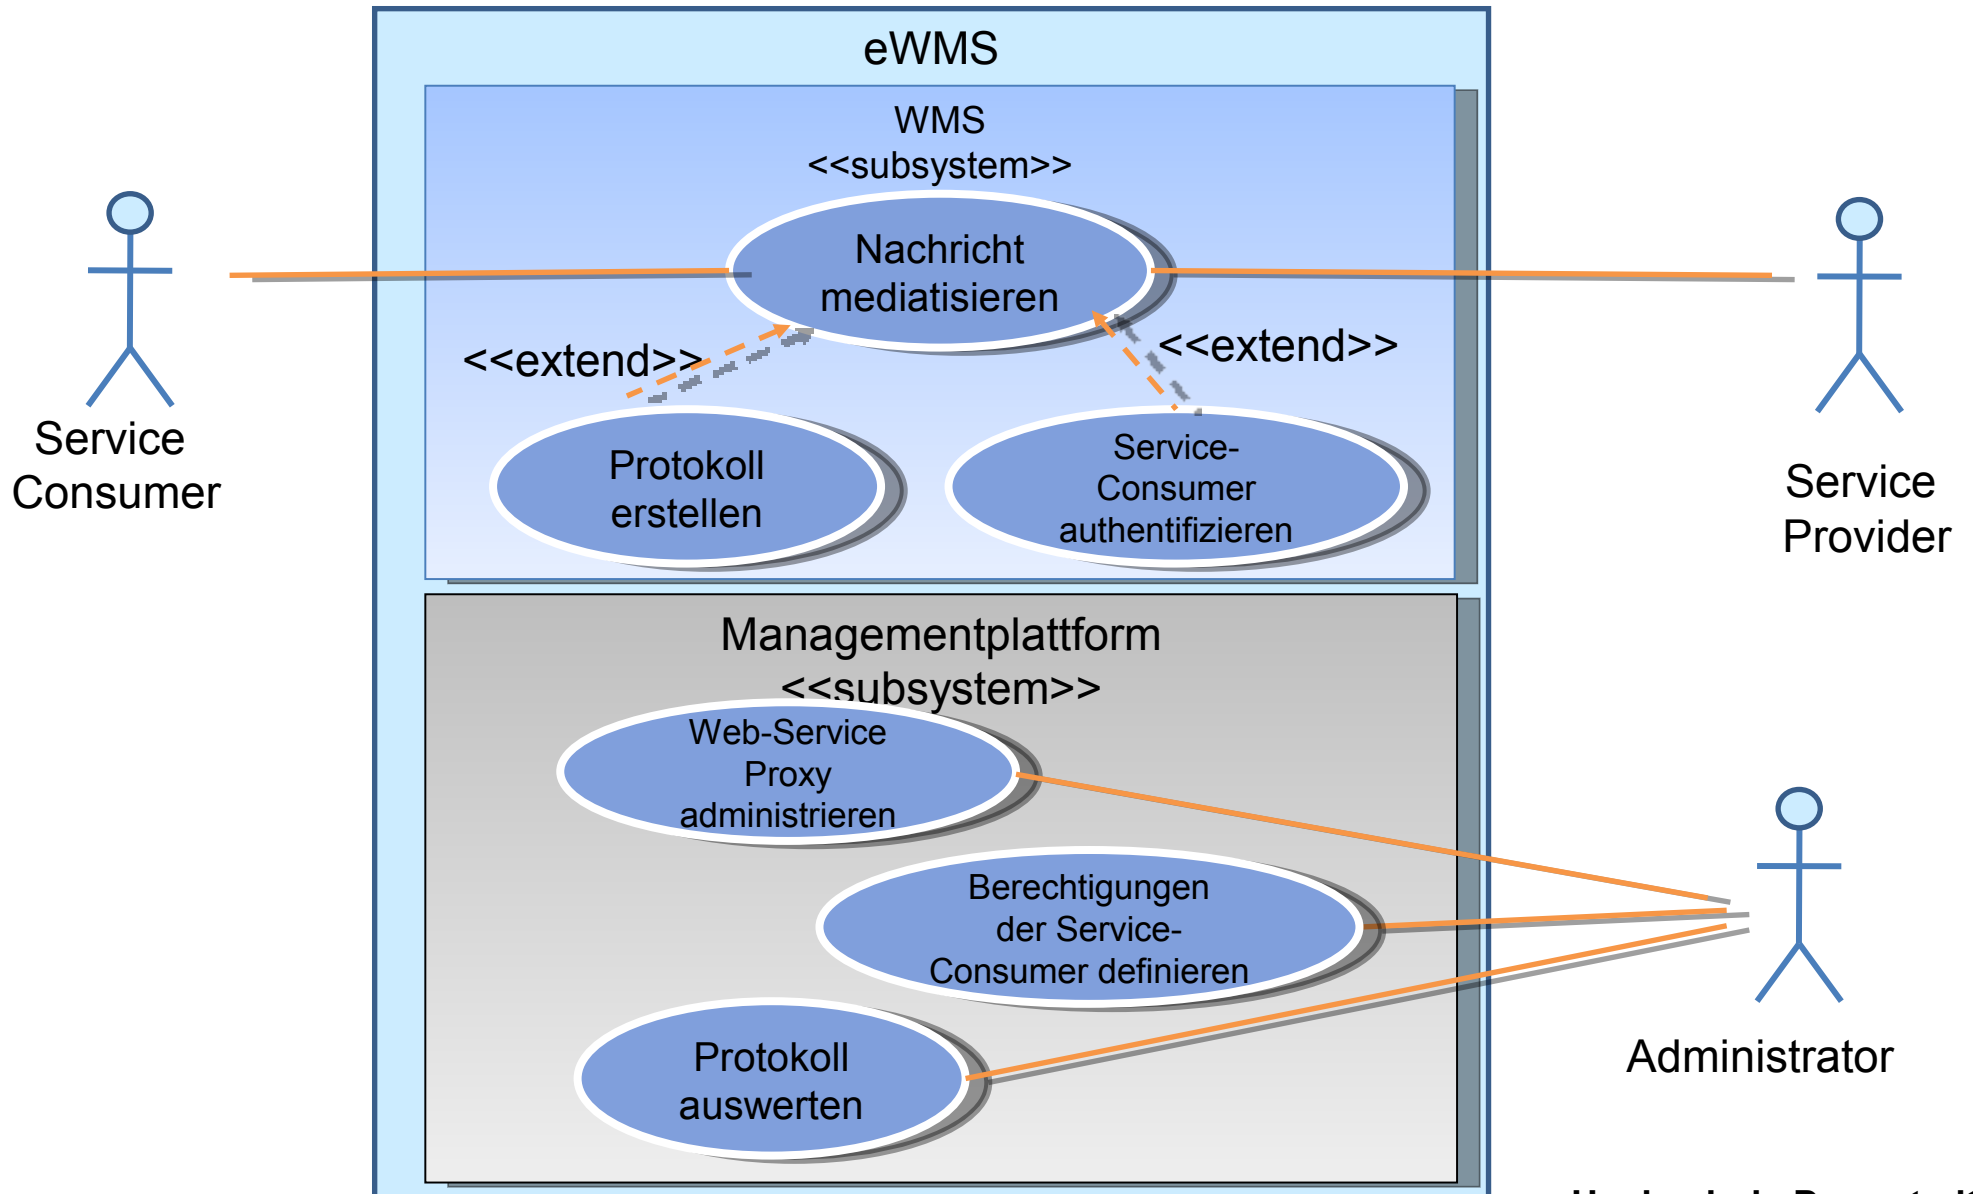 eWMS
WMS
<<subsystem>>
Nachricht
mediatisieren
<<extend>>
<<extend>>
Protokoll
erstellen
Service-
Consumer
authentifizieren
Service
Consumer
Service
Provider
Managementplattform
<<subsystem>>
Web-Service
Proxy
administrieren
Berechtigungen
der Service-
Consumer definieren
Protokoll
auswerten
Administrator